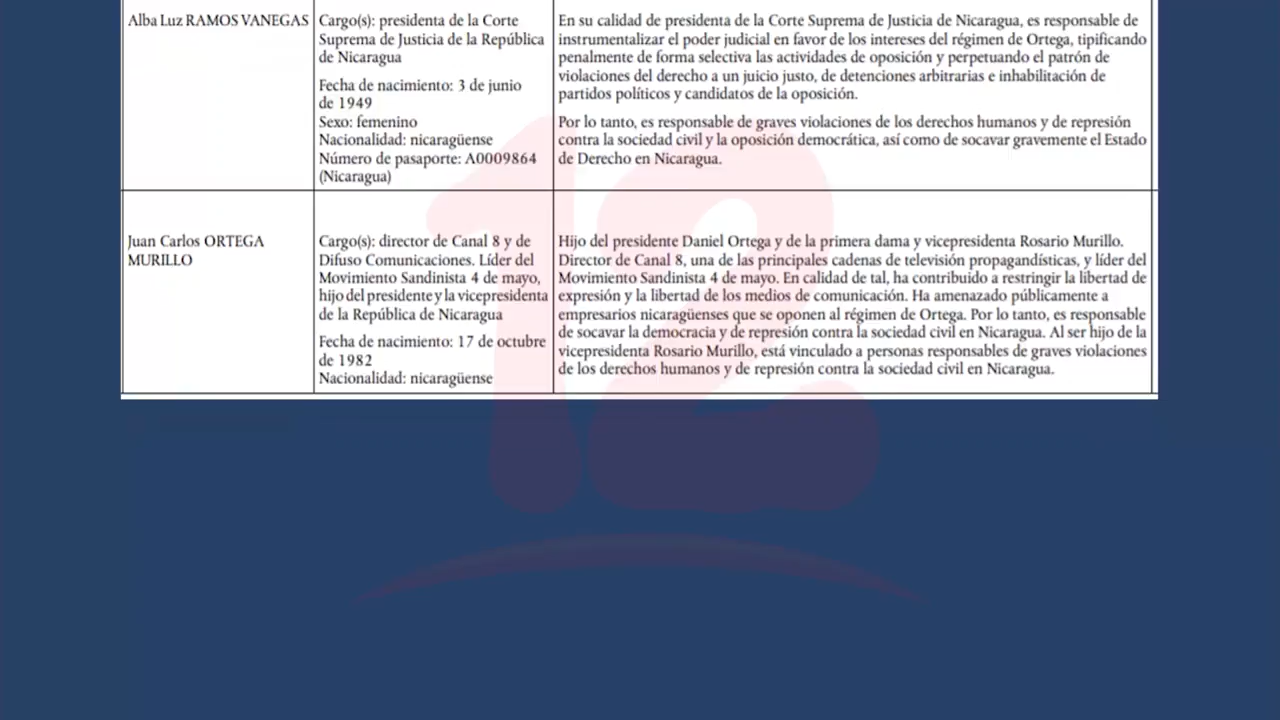 Alba Luz RAMOS VANEGAS
Cargo(s): presidenta de la Corte
Suprema de Justicia de la República
de Nicaragua
Fecha de nacimiento: 3 de junio
de 1949
Sexo: femenino
Nacionalidad: nicaragüense
Número de pasaporte: A0009864
(Nicaragua)
En su calidad de presidenta de la Corte Suprema de Justicia de Nicaragua, es responsable de
instrumentalizar el poder judicial en favor de los intereses del régimen de Ortega, tipificando
penalmente de forma selectiva las actividades de oposición y perpetuando el patrón de
violaciones del derecho a un juicio justo, de detenciones arbitrarias e inhabilitación de
partidos políticos y candidatos de la oposición.
Por lo tanto, es responsable de graves violaciones de los derechos humanos y de represión
contra la sociedad civil y la oposición democrática, así como de socavar gravemente el Estado
de Derecho en Nicaragua.
Juan Carlos ORTEGA
MURILLO
Cargo(s): director de Canal 8 y de
Difuso Comunicaciones. Líder del
Movimiento Sandinista 4 de mayo,
hijo del presidente y la vicepresidenta
de la República de Nicaragua
Fecha de nacimiento: 17 de octubre
de 1982
Nacionalidad: nicaragüense
Hijo del presidente Daniel Ortega y de la primera dama y vicepresidenta Rosario Murillo.
Director de Canal 8, una de las principales cadenas de televisión propagandísticas, y líder del
Movimiento Sandinista 4 de mayo. En calidad de tal, ha contribuido a restringir la libertad de
expresión y la libertad de los medios de comunicación. Ha amenazado públicamente a
empresarios nicaragüenses que se oponen al régimen de Ortega. Por lo tanto, es responsable
de socavar la democracia y de represión contra la sociedad civil en Nicaragua. Al ser hijo de la
vicepresidenta Rosario Murillo, está vinculado a personas responsables de graves violaciones
de los derechos humanos y de represión contra la sociedad civil en Nicaragua.
12